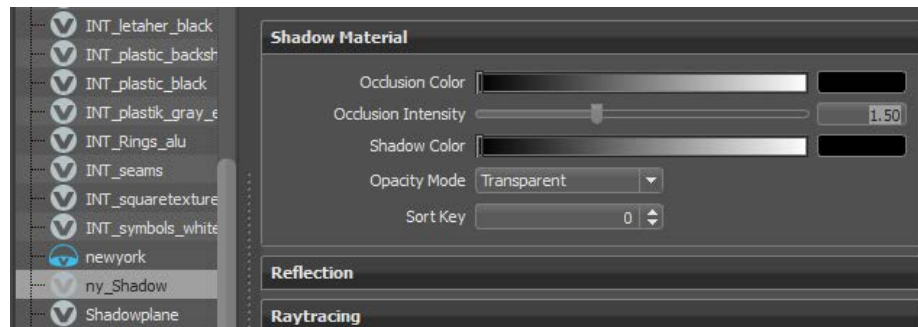 INT_letaher_black
INT_plastic_backsh
INT_plastic_black
INT_plastik_gray_e
INT_Rings_alu
INT_seams
INT_squaretexture
INT_symbols_white
newyork
ny_Shadow
Shadowplane
Shadow Material
Occlusion Color
Occlusion Intensity 1.50
Shadow Color
Opacity Mode Transparent
Sort Key 0
Reflection
Raytracing